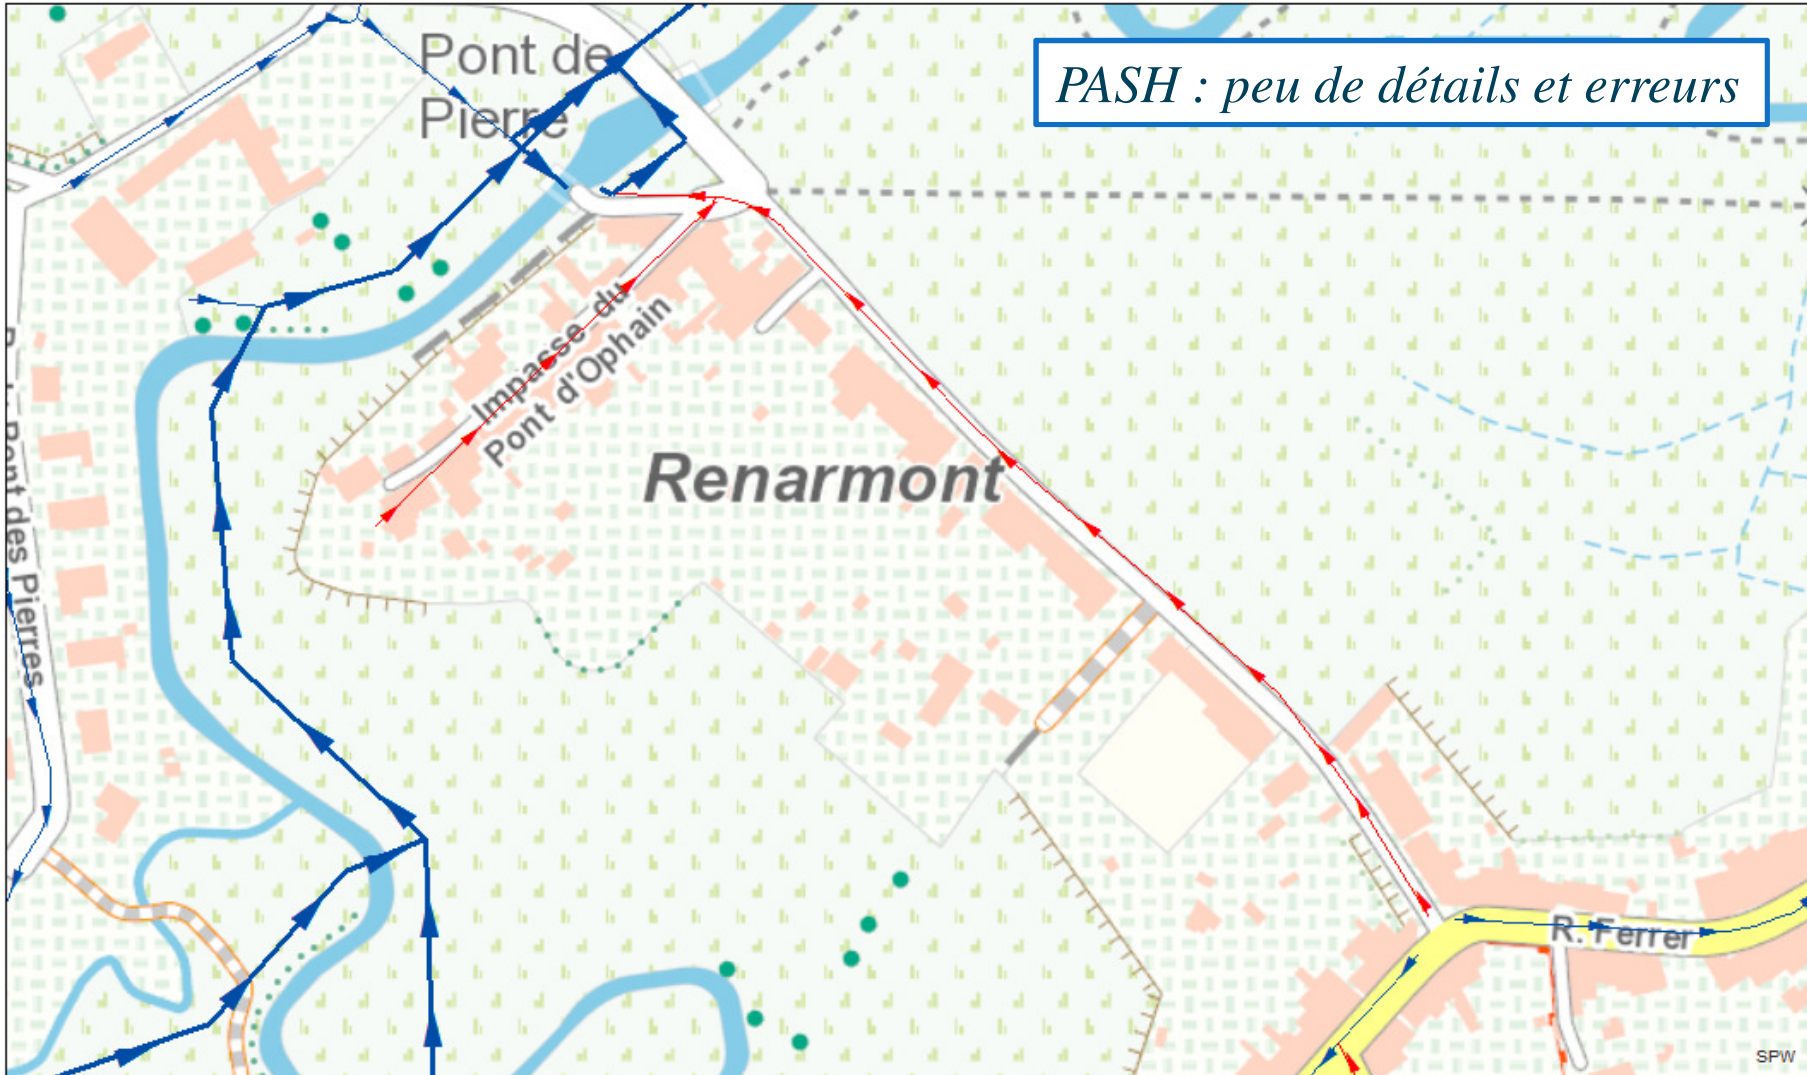 Pont de
Pierre
PASH : peu de détails et erreurs
Impasse du
Pont d'Ophain
Renarmont
Pont des Pierres
R. Ferrer
SPW